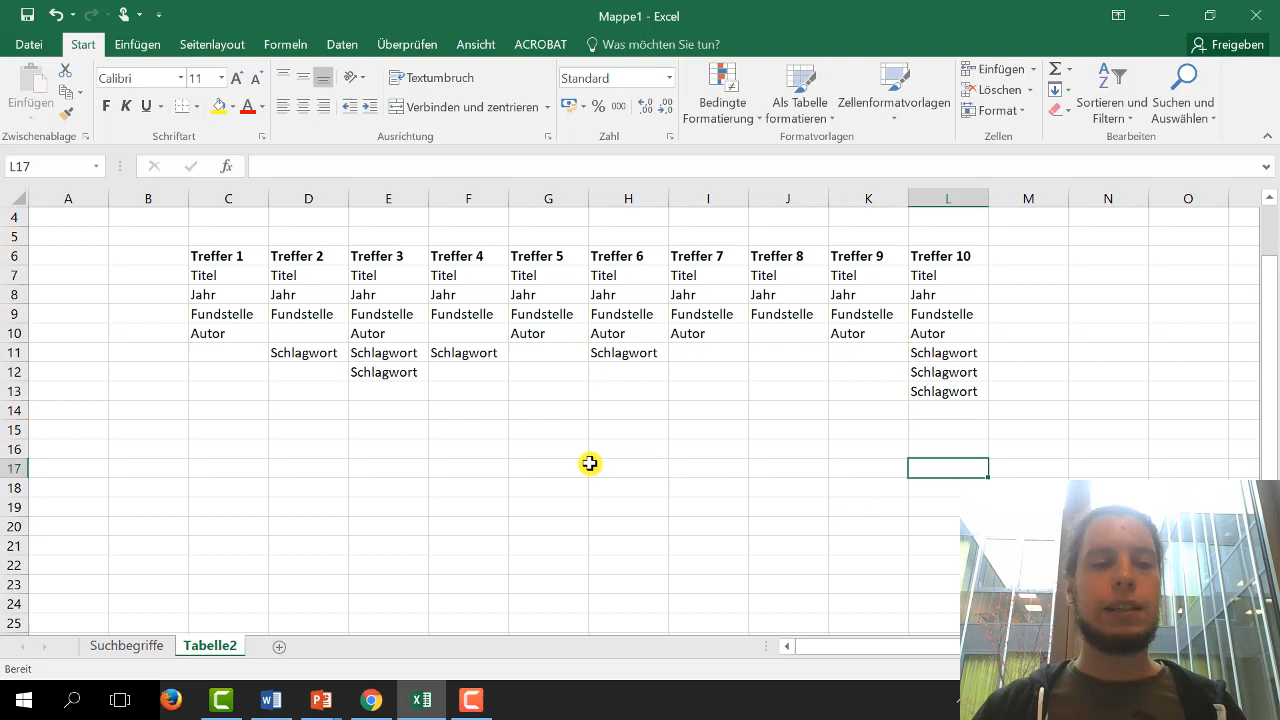 Mappe1 - Excel
Datei Start Einfügen Seitenlayout Formeln Daten Überprüfen Ansicht ACROBAT Was möchten Sie tun? Freigeben
Calibri 11 Textumbruch Standard Einfügen
Einfügen F K U A Verbinden und zentrieren % 000 Bedingte Formatierung Als Tabelle formatieren Zellenformatvorlagen Löschen Format Sortieren und Filtern Suchen und Auswählen
Zwischenablage Schriftart Ausrichtung Zahl Formatvorlagen Zellen Bearbeiten
L17 fx
A B C D E F G H I J K L M N O
4
5
6 Treffer 1 Treffer 2 Treffer 3 Treffer 4 Treffer 5 Treffer 6 Treffer 7 Treffer 8 Treffer 9 Treffer 10
7 Titel Titel Titel Titel Titel Titel Titel Titel Titel Titel
8 Jahr Jahr Jahr Jahr Jahr Jahr Jahr Jahr Jahr Jahr
9 Fundstelle Fundstelle Fundstelle Fundstelle Fundstelle Fundstelle Fundstelle Fundstelle Fundstelle Fundstelle
10 Autor Autor Autor Autor Autor Autor Autor
11 Schlagwort Schlagwort Schlagwort Schlagwort Schlagwort
12 Schlagwort Schlagwort
13 Schlagwort
14
15
16
17
18
19
20
21
22
23
24
25
Suchbegriffe Tabelle2
Bereit